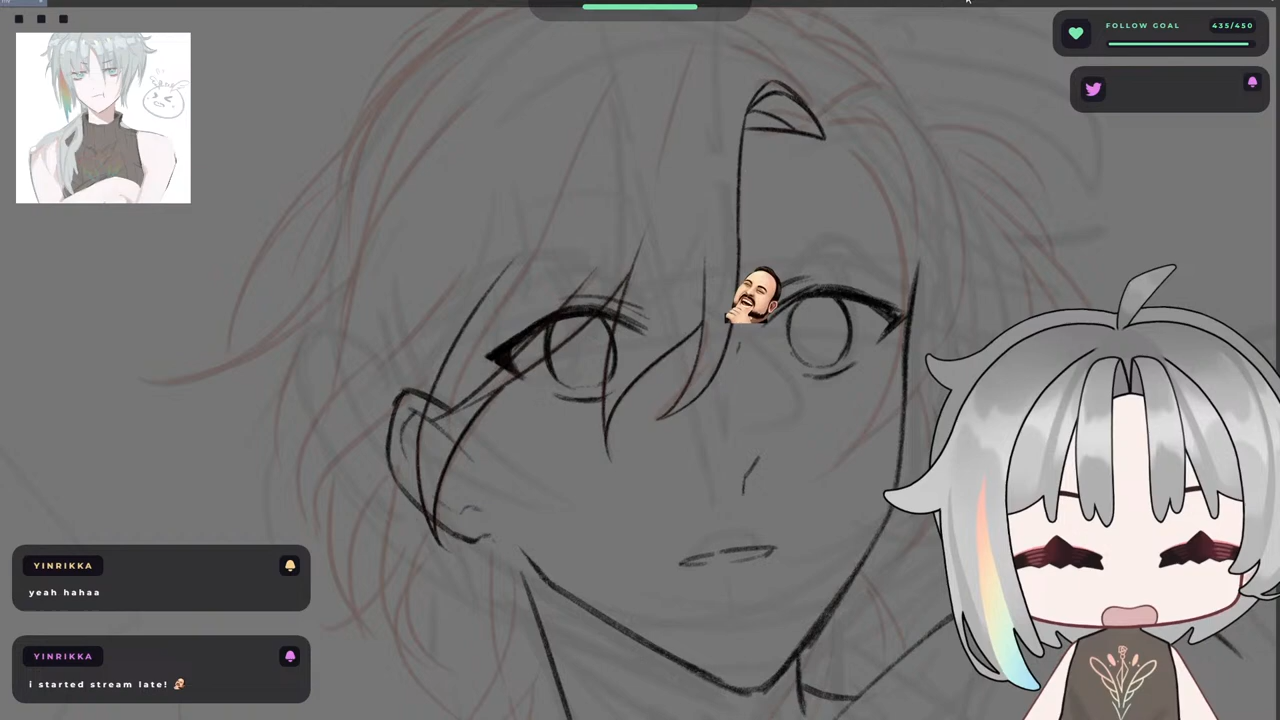 FOLLOW GOAL 435/450
YINRIKKA
yeah hahaa
YINRIKKA
i started stream late!